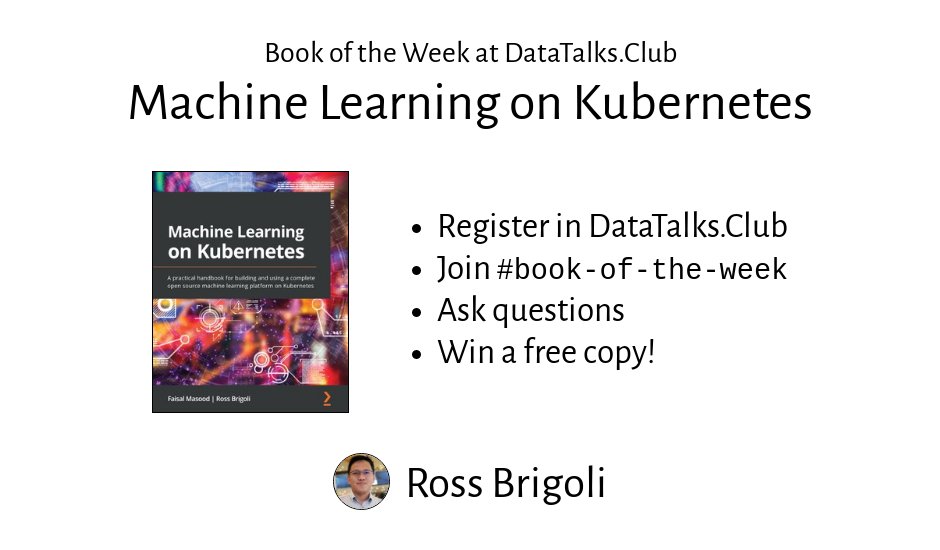 Book of the Week at DataTalks.Club
Machine Learning on Kubernetes
Machine Learning
on Kubernetes
A practical handbook for building and using a complete
open source machine learning platform on Kubernetes
Faisal Masood | Ross Brigoli
• Register in DataTalks.Club
• Join #book-of-the-week
• Ask questions
• Win a free copy!
Ross Brigoli